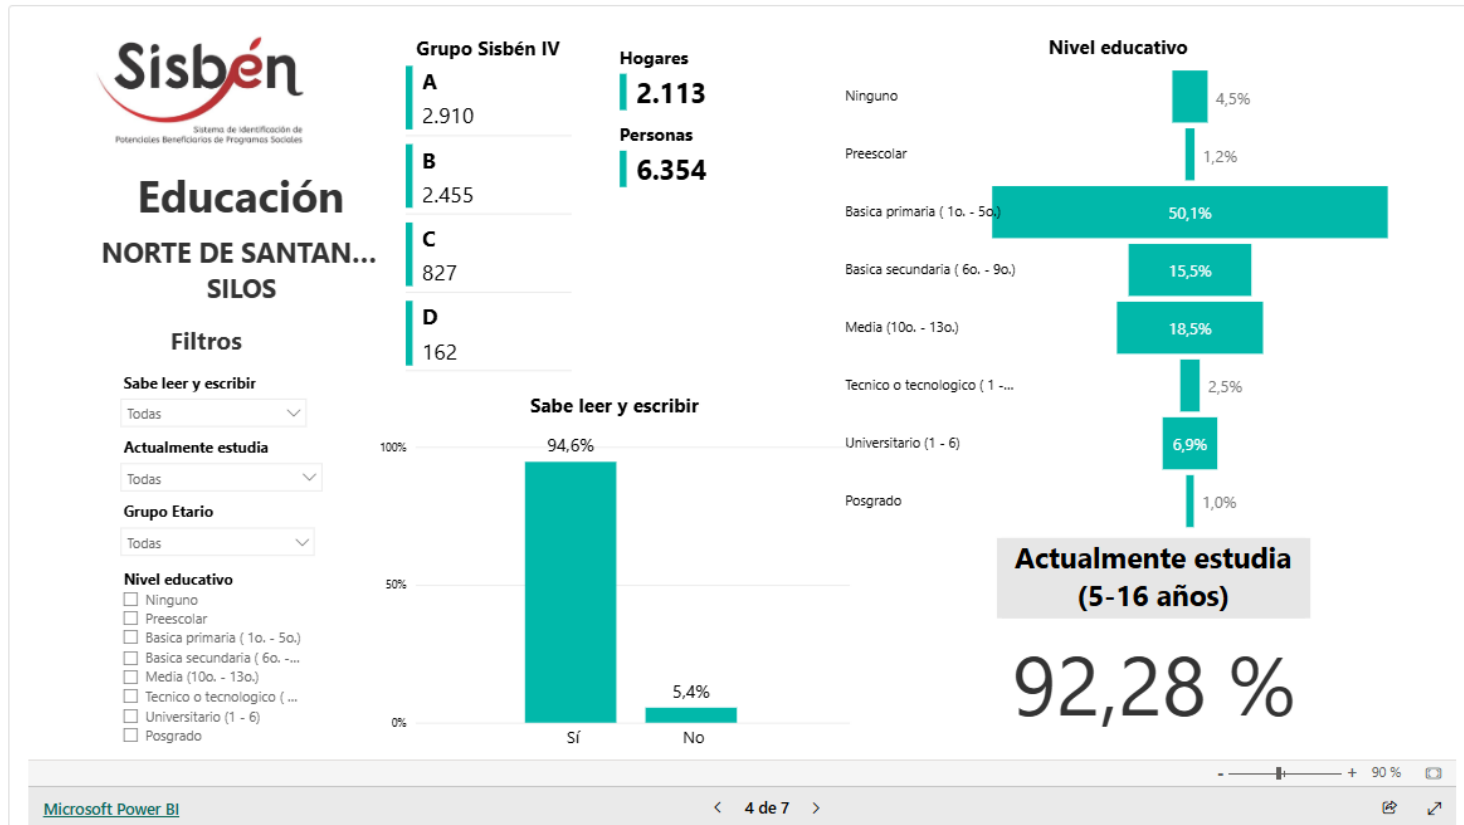 Sisbén
Sistema de Identificación de
Potenciales Beneficiarios de Programas Sociales
Educación
NORTE DE SANTAN...
SILOS
Filtros
Sabe leer y escribir
Todas
Actualmente estudia
Todas
Grupo Etario
Todas
Nivel educativo
Ninguno
Preescolar
Basica primaria ( 1o. - 5o.)
Basica secundaria ( 6o. -...
Media (10o. - 13o.)
Tecnico o tecnologico ( ...
Universitario (1 - 6)
Posgrado
Grupo Sisbén IV
A
2.910
B
2.455
C
827
D
162
Hogares
2.113
Personas
6.354
Sabe leer y escribir
100%
50%
0%
94,6%
5,4%
Sí
No
Nivel educativo
Ninguno
4,5%
Preescolar
1,2%
Basica primaria ( 1o. - 5o.)
50,1%
Basica secundaria ( 6o. - 9o.)
15,5%
Media (10o. - 13o.)
18,5%
Tecnico o tecnologico ( 1 -...
2,5%
Universitario (1 - 6)
6,9%
Posgrado
1,0%
Actualmente estudia
(5-16 años)
92,28 %
- + 90 %
Microsoft Power BI
< 4 de 7 >